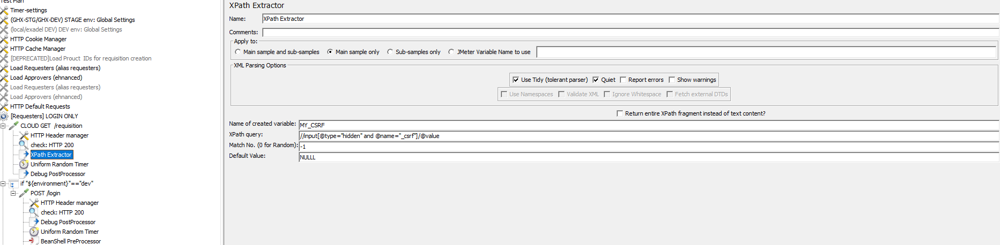 Test Plan
Timer-settings
(GHX-STG/GHX-DEV) STAGE env: Global Settings
(local/exadel DEV) DEV env: Global Settings
HTTP Cookie Manager
HTTP Cache Manager
[DEPRECATED]Load Prouct  IDs for requisition creation
Load Requesters (alias requesters)
Load Approvers (ehnanced)
Load Requesters (alias requesters)
Load Approvers (ehnanced)
HTTP Default Requests
[Requesters] LOGIN ONLY
CLOUD GET  /requisition
HTTP Header manager
check: HTTP 200
XPath Extractor
Uniform Random Timer
Debug PostProcessor
if "${environment}"=="dev"
POST /login
HTTP Header manager
check: HTTP 200
Debug PostProcessor
Uniform Random Timer
BeanShell PreProcessor
XPath Extractor
Name: XPath Extractor
Comments:
Apply to:
Main sample and sub-samples Main sample only Sub-samples only JMeter Variable Name to use
XML Parsing Options
Use Tidy (tolerant parser) Quiet Report errors Show warnings
Use Namespaces Validate XML Ignore Whitespace Fetch external DTDs
Return entire XPath fragment instead of text content?
Name of created variable: MY_CSRF
XPath query: //input[@type="hidden" and @name="_csrf"]/@value
Match No. (0 for Random): -1
Default Value: NULLL